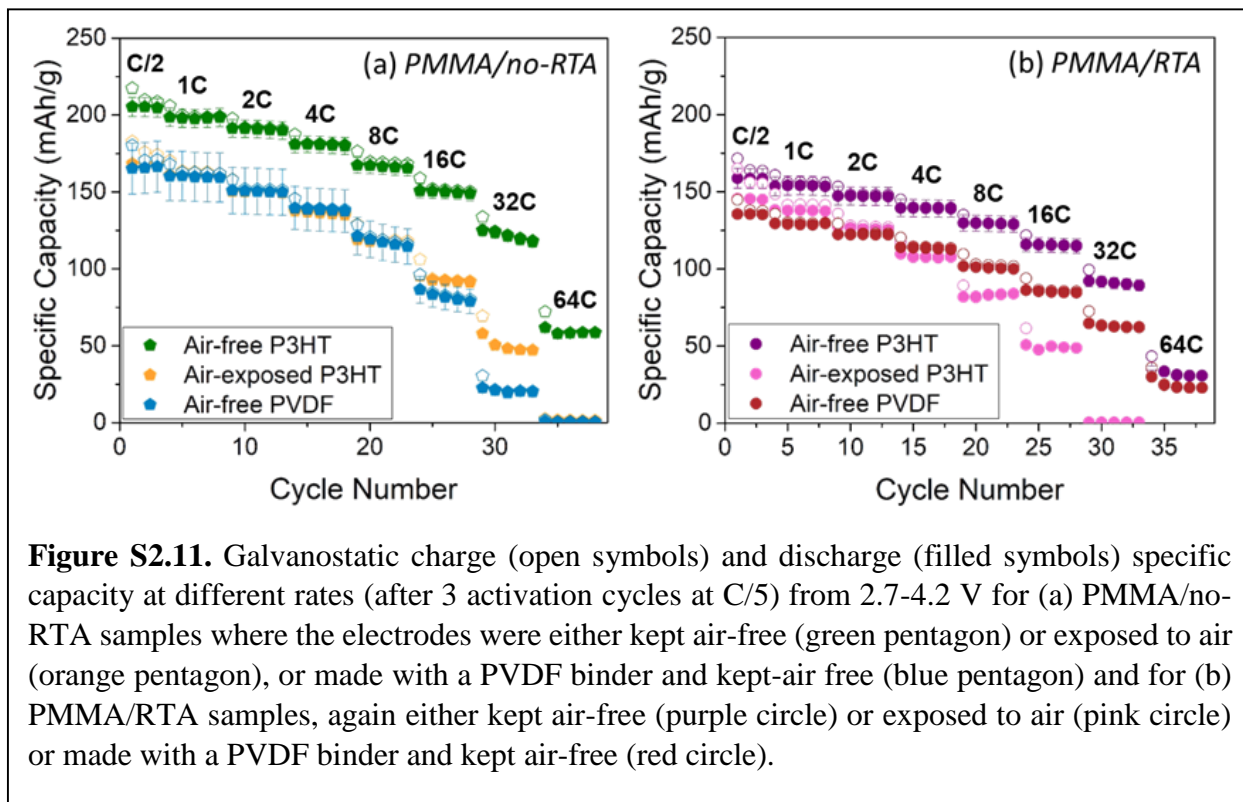 (a) PMMA/no-RTA
250
200
150
100
50
0
0
10
20
30
Specific Capacity (mAh/g)
Cycle Number
C/2
1C
2C
4C
8C
16C
32C
64C
Air-free P3HT
Air-exposed P3HT
Air-free PVDF
(b) PMMA/RTA
250
200
150
100
50
0
0
5
10
15
20
25
30
35
Specific Capacity (mAh/g)
Cycle Number
C/2
1C
2C
4C
8C
16C
32C
64C
Air-free P3HT
Air-exposed P3HT
Air-free PVDF
Figure S2.11. Galvanostatic charge (open symbols) and discharge (filled symbols) specific
capacity at different rates (after 3 activation cycles at C/5) from 2.7-4.2 V for (a) PMMA/no-
RTA samples where the electrodes were either kept air-free (green pentagon) or exposed to air
(orange pentagon), or made with a PVDF binder and kept-air free (blue pentagon) and for (b)
PMMA/RTA samples, again either kept air-free (purple circle) or exposed to air (pink circle)
or made with a PVDF binder and kept air-free (red circle).